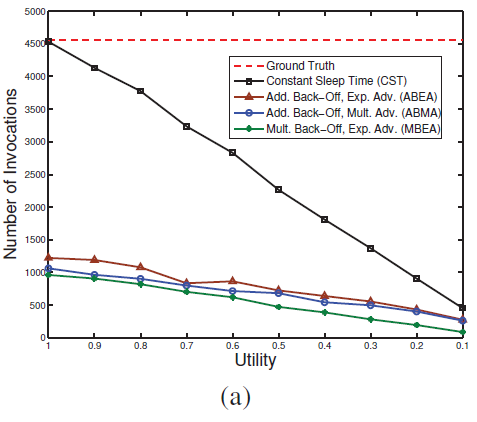 5000
4500
4000
3500
3000
2500
2000
1500
1000
500
0
Number of Invocations
Ground Truth
Constant Sleep Time (CST)
Add. Back-Off, Exp. Adv. (ABEA)
Add. Back-Off, Mult. Adv. (ABMA)
Mult. Back-Off, Exp. Adv. (MBEA)
1 0.9 0.8 0.7 0.6 0.5 0.4 0.3 0.2 0.1
Utility
(a)